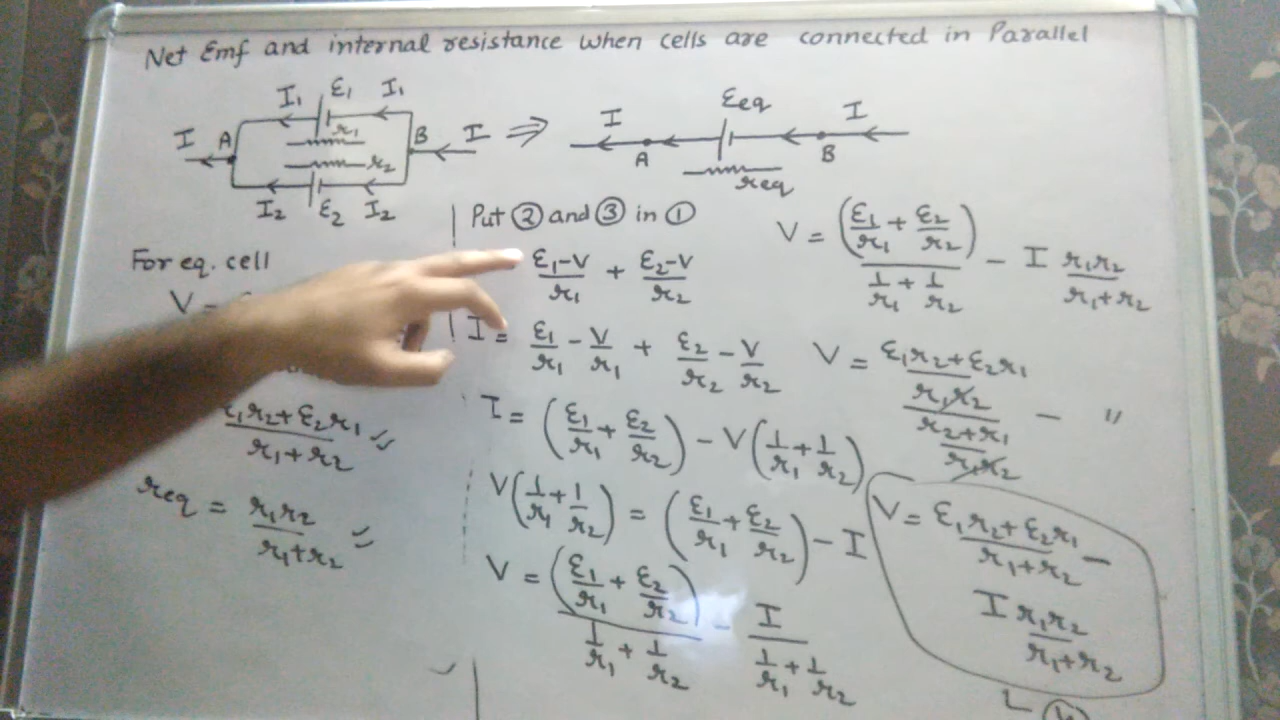 Net Emf and internal resistance when cells are connected in Parallel
I₁ ε₁ I₁
I A r₁ B I ⇒
r₂
I₂ ε₂ I₂
I εeq I
A B
req
For eq. cell
V =
ε₁r₂+ε₂r₁ / r₁+r₂
req = r₁r₂ / r₁+r₂
Put ② and ③ in ①
ε₁-V / r₁ + ε₂-V / r₂
I = ε₁/r₁ - V/r₁ + ε₂/r₂ - V/r₂
I = (ε₁/r₁ + ε₂/r₂) - V(1/r₁ + 1/r₂)
V(1/r₁ + 1/r₂) = (ε₁/r₁ + ε₂/r₂) - I
V = (ε₁/r₁ + ε₂/r₂) / (1/r₁ + 1/r₂) - I / (1/r₁ + 1/r₂)
V = (ε₁/r₁ + ε₂/r₂) / (1/r₁ + 1/r₂) - I r₁r₂ / r₁+r₂
V = (ε₁r₂+ε₂r₁ / r₁r₂) / (r₂+r₁ / r₁r₂) - "
V = ε₁r₂+ε₂r₁ / r₁+r₂ -
I r₁r₂ / r₁+r₂
④